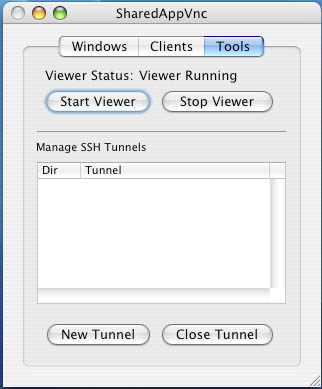 SharedAppVnc
Windows Clients Tools
Viewer Status: Viewer Running
Start Viewer Stop Viewer
Manage SSH Tunnels
Dir Tunnel
New Tunnel Close Tunnel